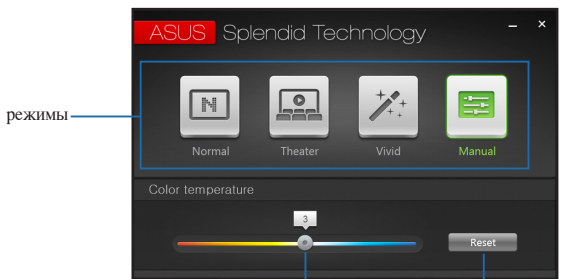 ASUS Splendid Technology
режимы
Normal Theater Vivid Manual
Color temperature
3
Reset